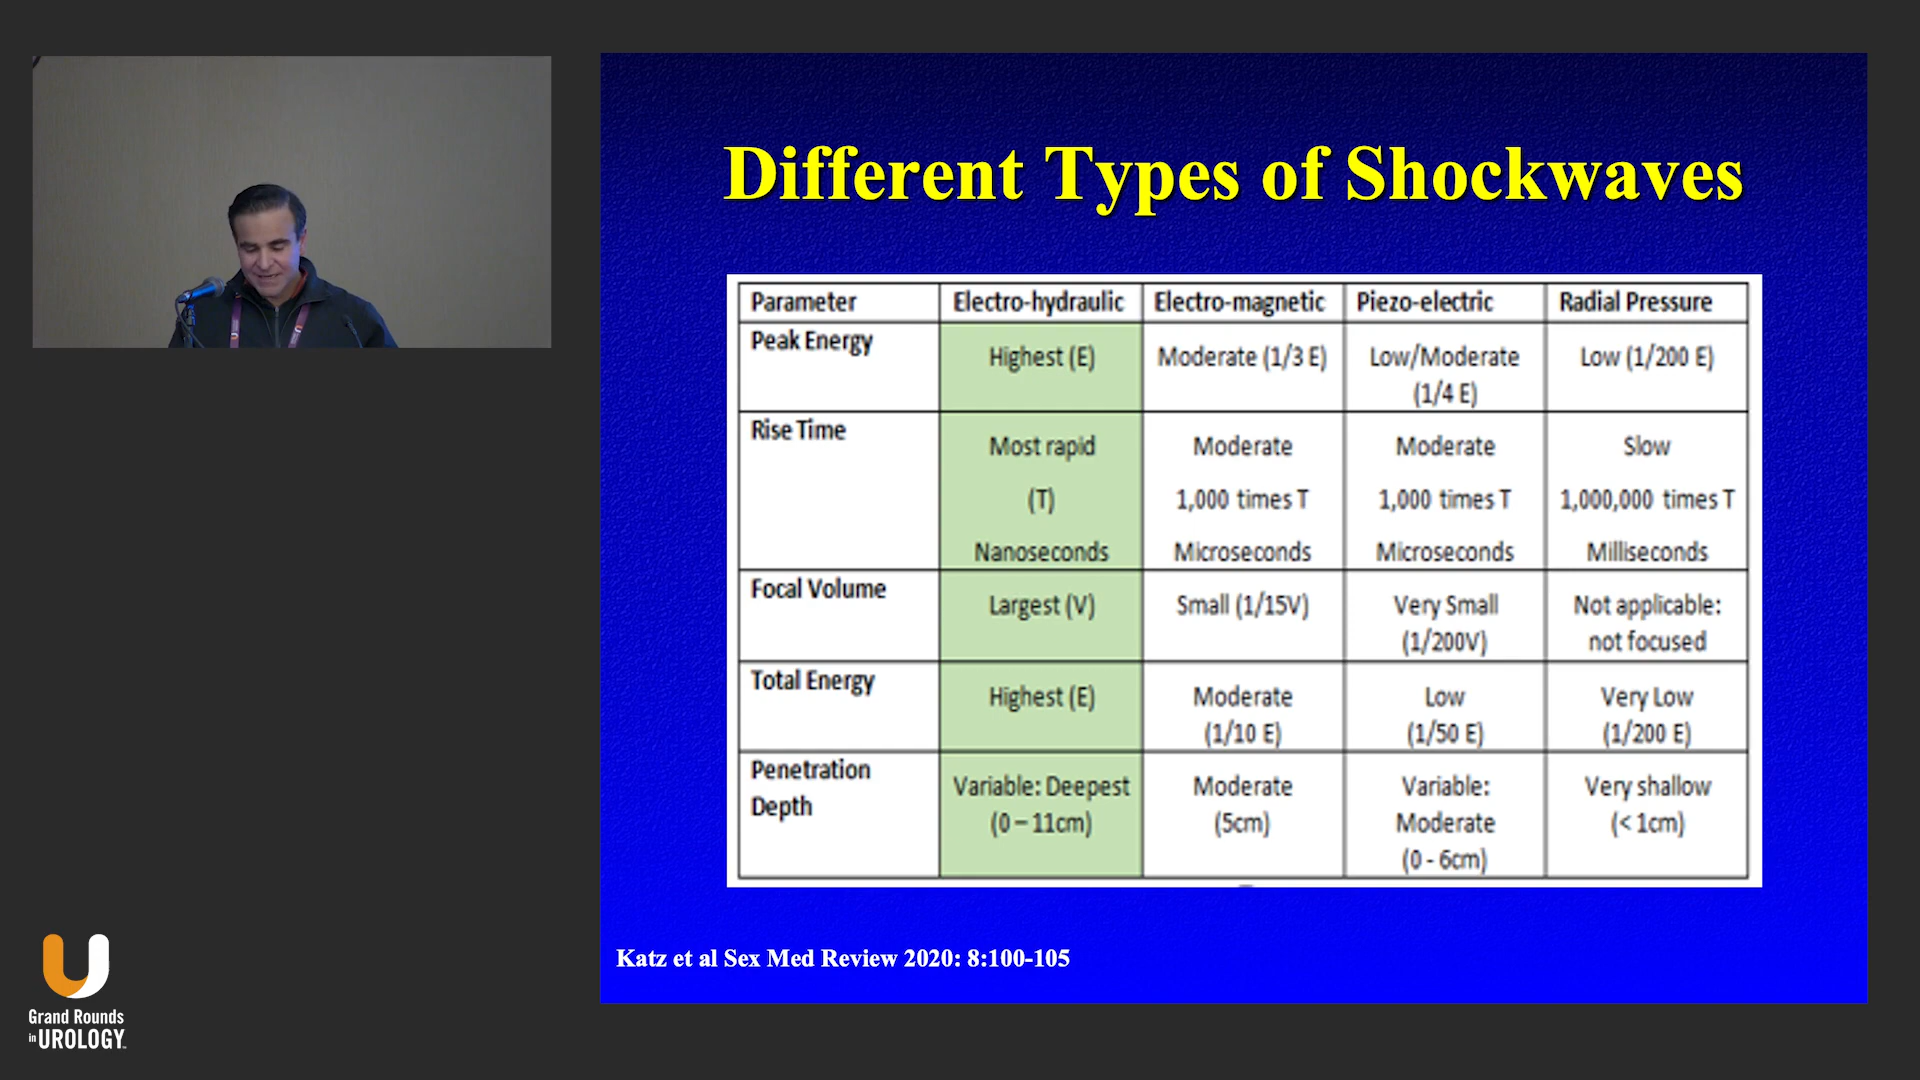 Different Types of Shockwaves
Parameter Electro-hydraulic Electro-magnetic Piezo-electric Radial Pressure
Peak Energy Highest (E) Moderate (1/3 E) Low/Moderate (1/4 E) Low (1/200 E)
Rise Time Most rapid (T) Nanoseconds Moderate 1,000 times T Microseconds Moderate 1,000 times T Microseconds Slow 1,000,000 times T Milliseconds
Focal Volume Largest (V) Small (1/15V) Very Small (1/200V) Not applicable: not focused
Total Energy Highest (E) Moderate (1/10 E) Low (1/50 E) Very Low (1/200 E)
Penetration Depth Variable: Deepest (0 – 11cm) Moderate (5cm) Variable: Moderate (0 - 6cm) Very shallow (< 1cm)
Katz et al Sex Med Review 2020: 8:100-105
Grand Rounds
in UROLOGY